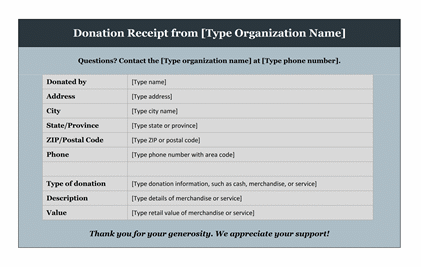 Donation Receipt from [Type Organization Name]
Questions? Contact the [Type organization name] at [Type phone number].
Donated by [Type name]
Address [Type address]
City [Type city name]
State/Province [Type state or province]
ZIP/Postal Code [Type ZIP or postal code]
Phone [Type phone number with area code]
Type of donation [Type donation information, such as cash, merchandise, or service]
Description [Type details of merchandise or service]
Value [Type retail value of merchandise or service]
Thank you for your generosity. We appreciate your support!